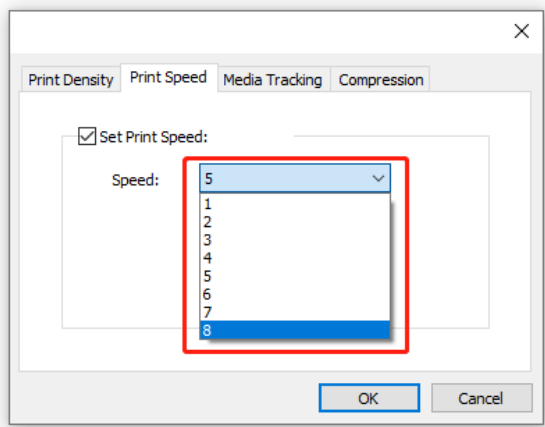 Print Density Print Speed Media Tracking Compression
Set Print Speed:
Speed: 5
1
2
3
4
5
6
7
8
OK Cancel